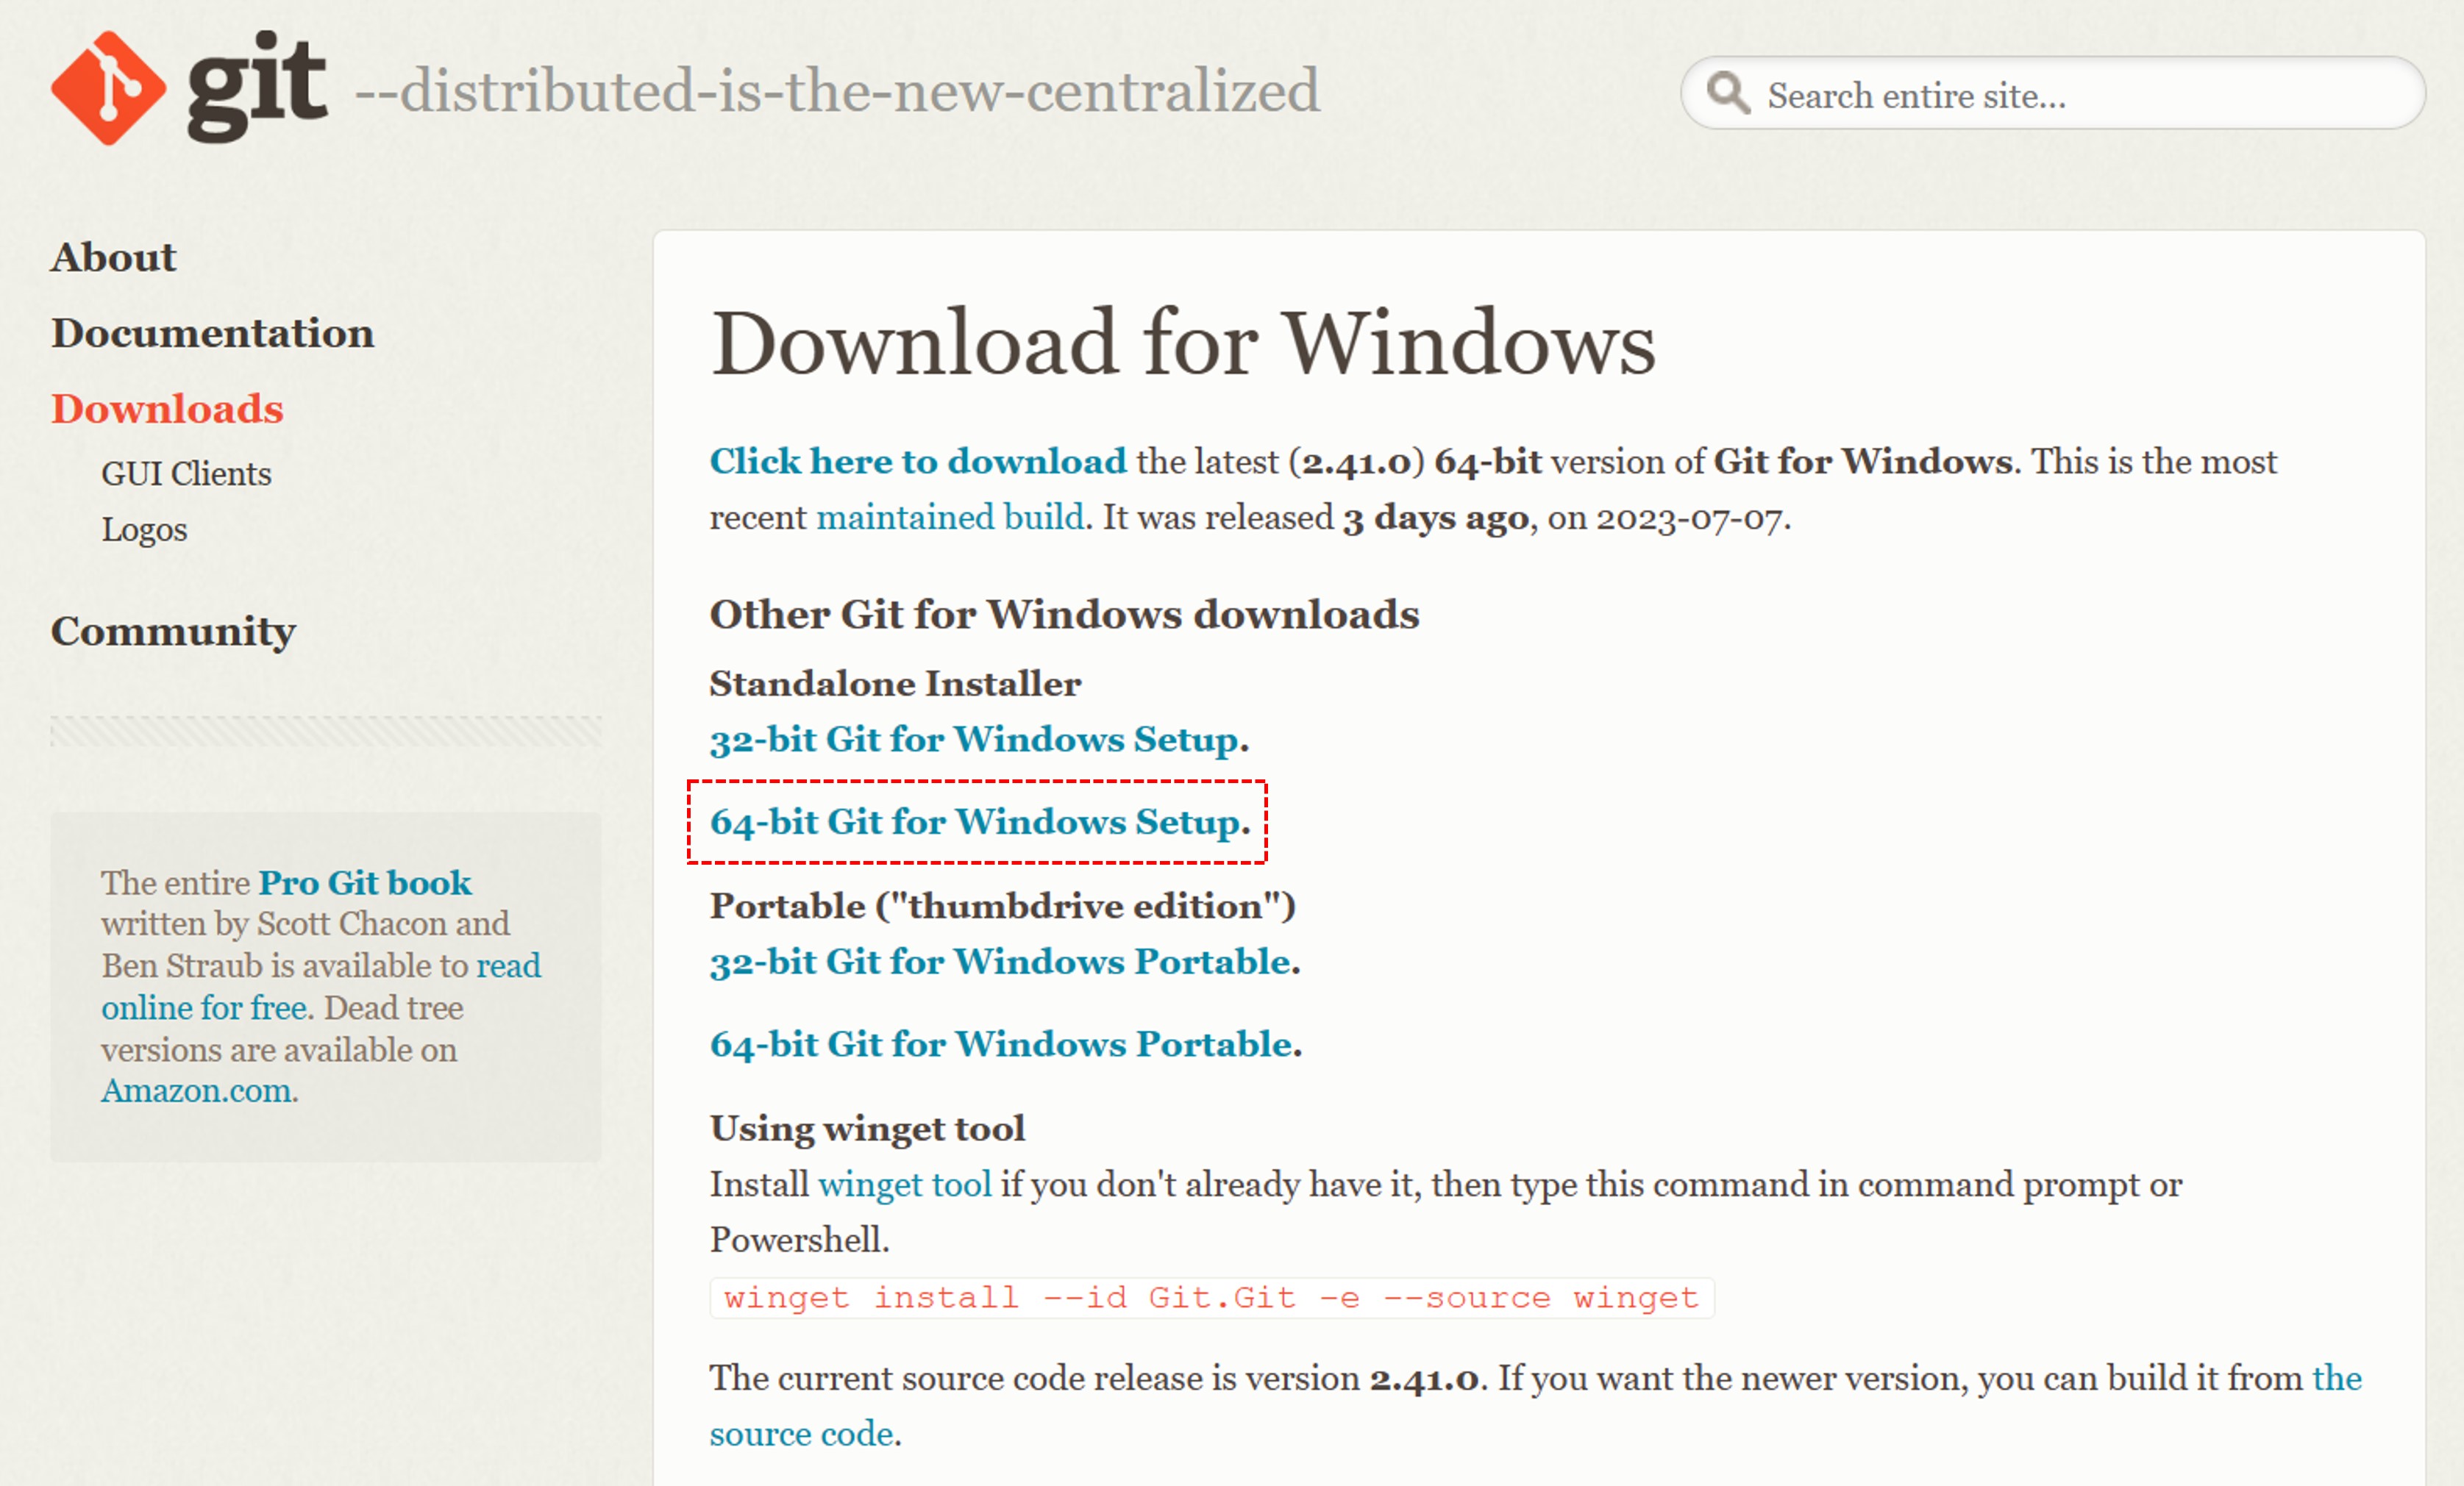 git --distributed-is-the-new-centralized
Search entire site...
About
Documentation
Downloads
GUI Clients
Logos
Community
The entire Pro Git book
written by Scott Chacon and
Ben Straub is available to read
online for free. Dead tree
versions are available on
Amazon.com.
Download for Windows
Click here to download the latest (2.41.0) 64-bit version of Git for Windows. This is the most
recent maintained build. It was released 3 days ago, on 2023-07-07.
Other Git for Windows downloads
Standalone Installer
32-bit Git for Windows Setup.
64-bit Git for Windows Setup.
Portable ("thumbdrive edition")
32-bit Git for Windows Portable.
64-bit Git for Windows Portable.
Using winget tool
Install winget tool if you don't already have it, then type this command in command prompt or
Powershell.
winget install --id Git.Git -e --source winget
The current source code release is version 2.41.0. If you want the newer version, you can build it from the
source code.